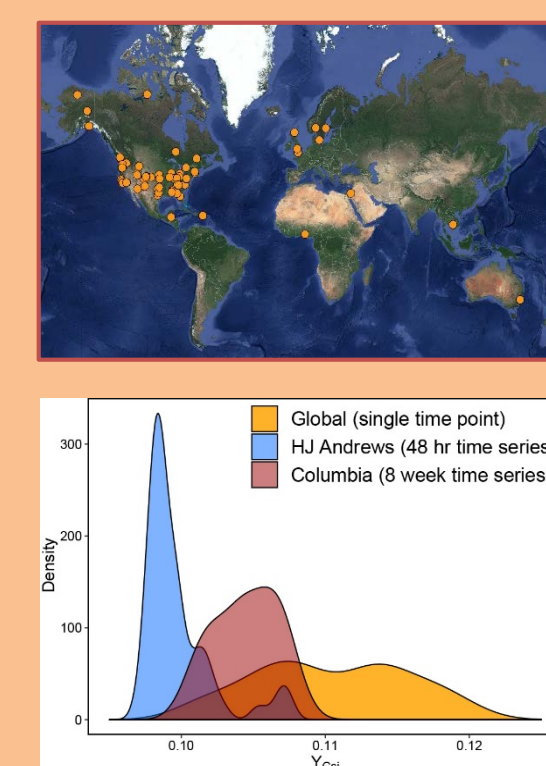 Global (single time point)
HJ Andrews (48 hr time series
Columbia (8 week time series
300
200
100
0
Density
0.10
0.11
0.12
Y_Csi